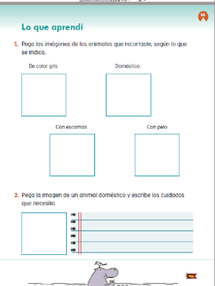 Lo que aprendí
1. Pega las imágenes de los animales que recortaste, según lo que
se indica.
De color gris
Doméstico
Con escamas
Con pelo
2. Pega la imagen de un animal doméstico y escribe los cuidados
que necesita.